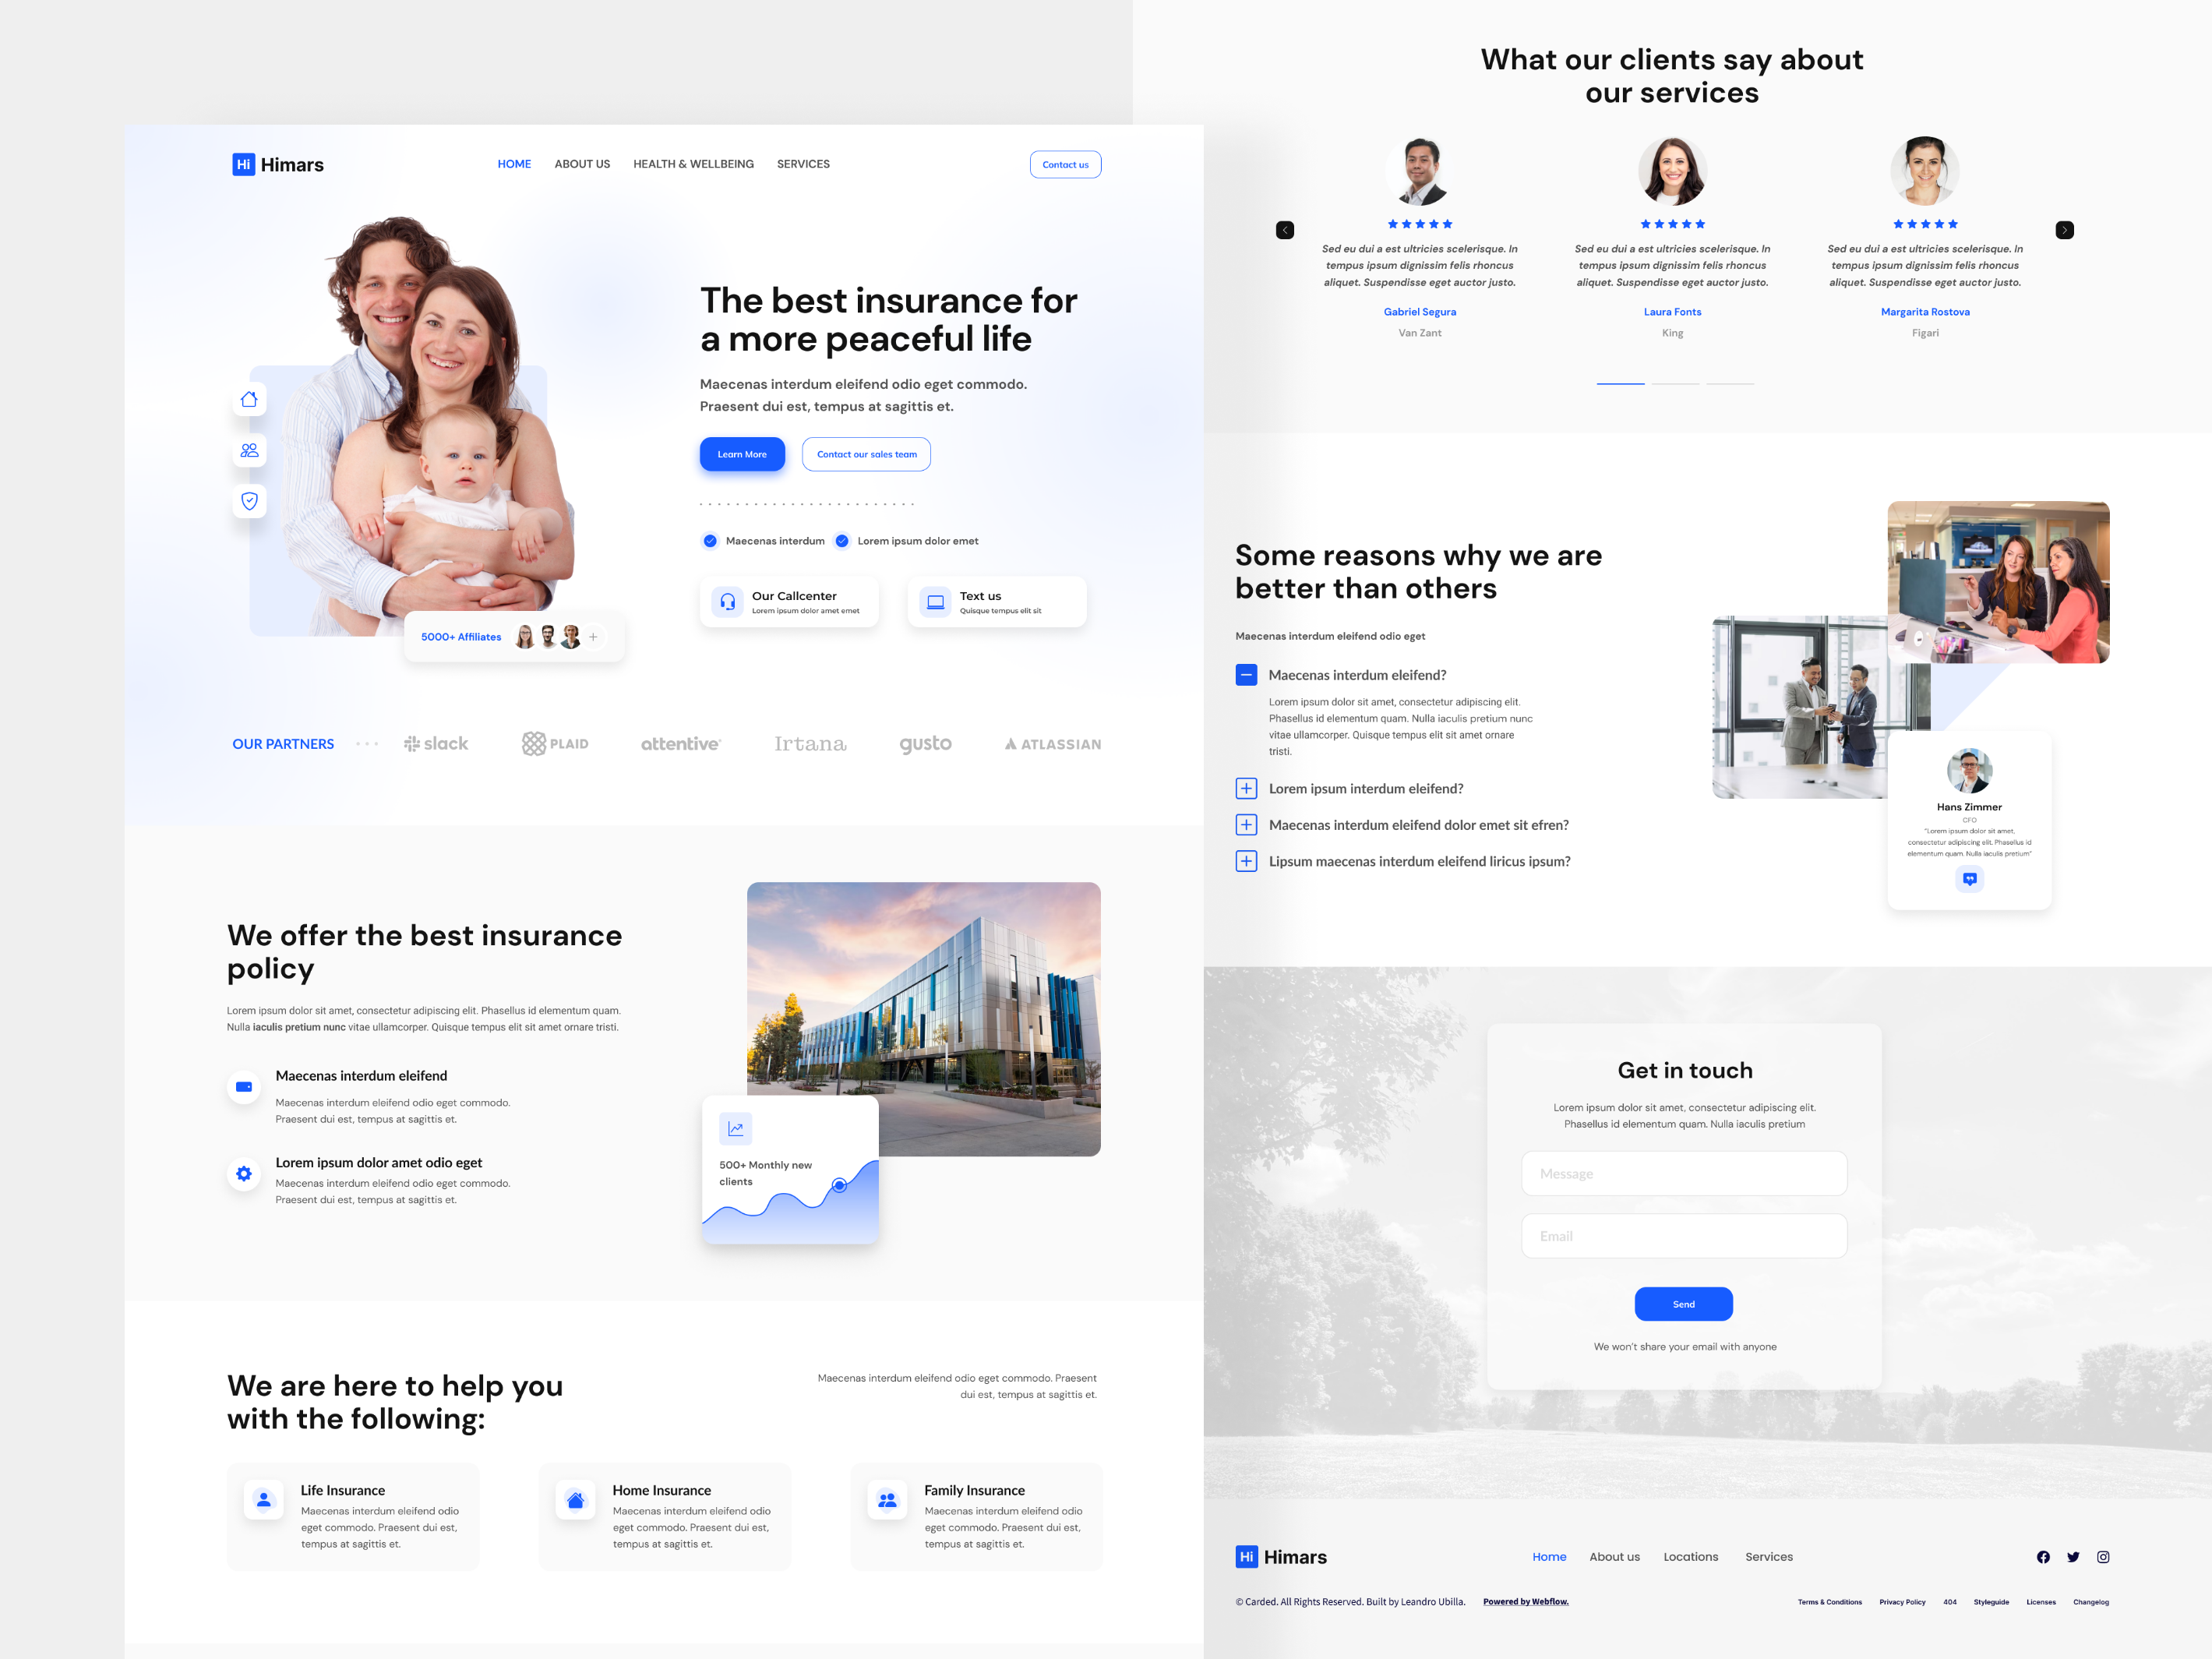 Hi Himars
HOME ABOUT US HEALTH & WELLBEING SERVICES
Contact us
The best insurance for
a more peaceful life
Maecenas interdum eleifend odio eget commodo.
Praesent dui est, tempus at sagittis et.
Learn More
Contact our sales team
Maecenas interdum
Lorem ipsum dolor emet
Our Callcenter
Lorem ipsum dolor amet emet
Text us
Quisque tempus elit sit
5000+ Affiliates
OUR PARTNERS
slack
PLAID
attentive
Irtana
gusto
ATLASSIAN
We offer the best insurance
policy
Lorem ipsum dolor sit amet, consectetur adipiscing elit. Phasellus id elementum quam.
Nulla iaculis pretium nunc vitae ullamcorper. Quisque tempus elit sit amet ornare tristi.
Maecenas interdum eleifend
Maecenas interdum eleifend odio eget commodo.
Praesent dui est, tempus at sagittis et.
Lorem ipsum dolor amet odio eget
Maecenas interdum eleifend odio eget commodo.
Praesent dui est, tempus at sagittis et.
500+ Monthly new
clients
We are here to help you
with the following:
Maecenas interdum eleifend odio eget commodo. Praesent
dui est, tempus at sagittis et.
Life Insurance
Maecenas interdum eleifend odio
eget commodo. Praesent dui est,
tempus at sagittis et.
Home Insurance
Maecenas interdum eleifend odio
eget commodo. Praesent dui est,
tempus at sagittis et.
Family Insurance
Maecenas interdum eleifend odio
eget commodo. Praesent dui est,
tempus at sagittis et.
What our clients say about
our services
Sed eu dui a est ultricies scelerisque. In
tempus ipsum dignissim felis rhoncus
aliquet. Suspendisse eget auctor justo.
Gabriel Segura
Van Zant
Sed eu dui a est ultricies scelerisque. In
tempus ipsum dignissim felis rhoncus
aliquet. Suspendisse eget auctor justo.
Laura Fonts
King
Sed eu dui a est ultricies scelerisque. In
tempus ipsum dignissim felis rhoncus
aliquet. Suspendisse eget auctor justo.
Margarita Rostova
Figari
Some reasons why we are
better than others
Maecenas interdum eleifend odio eget
Maecenas interdum eleifend?
Lorem ipsum dolor sit amet, consectetur adipiscing elit.
Phasellus id elementum quam. Nulla iaculis pretium nunc
vitae ullamcorper. Quisque tempus elit sit amet ornare
tristi.
Lorem ipsum interdum eleifend?
Maecenas interdum eleifend dolor emet sit efren?
Lipsum maecenas interdum eleifend liricus ipsum?
Hans Zimmer
CFO
"Lorem ipsum dolor sit amet,
consectetur adipiscing elit. Phasellus id
elementum quam. Nulla iaculis pretium"
Get in touch
Lorem ipsum dolor sit amet, consectetur adipiscing elit.
Phasellus id elementum quam. Nulla iaculis pretium
Message
Email
Send
We won't share your email with anyone
Hi Himars
Home About us Locations Services
© Carded. All Rights Reserved. Built by Leandro Ubilla. Powered by Webflow.
Terms & Conditions Privacy Policy 404 Styleguide Licenses Changelog